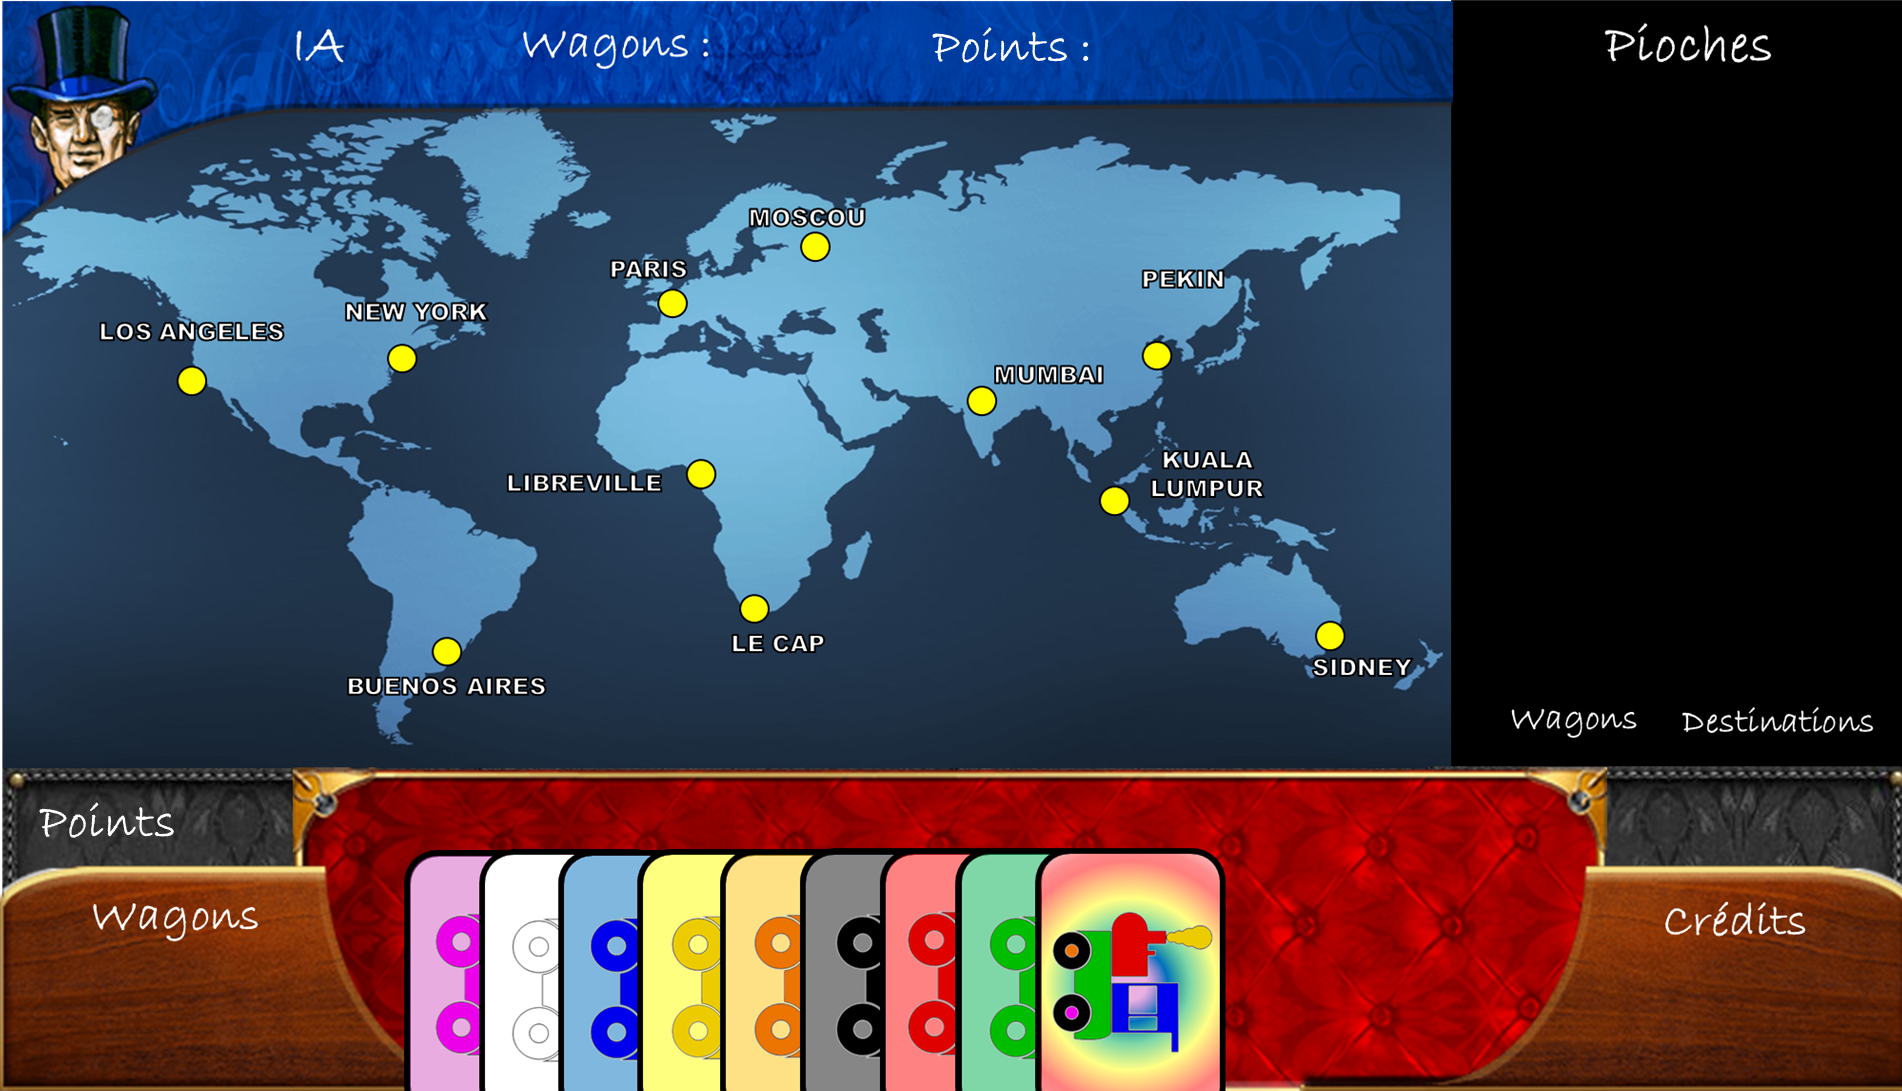 IA
Wagons :
Points :
Pioches
MOSCOU
PARIS
PEKIN
NEW YORK
LOS ANGELES
MUMBAI
KUALA
LUMPUR
LIBREVILLE
LE CAP
SIDNEY
BUENOS AIRES
Wagons
Destinations
Points
Wagons
Crédits